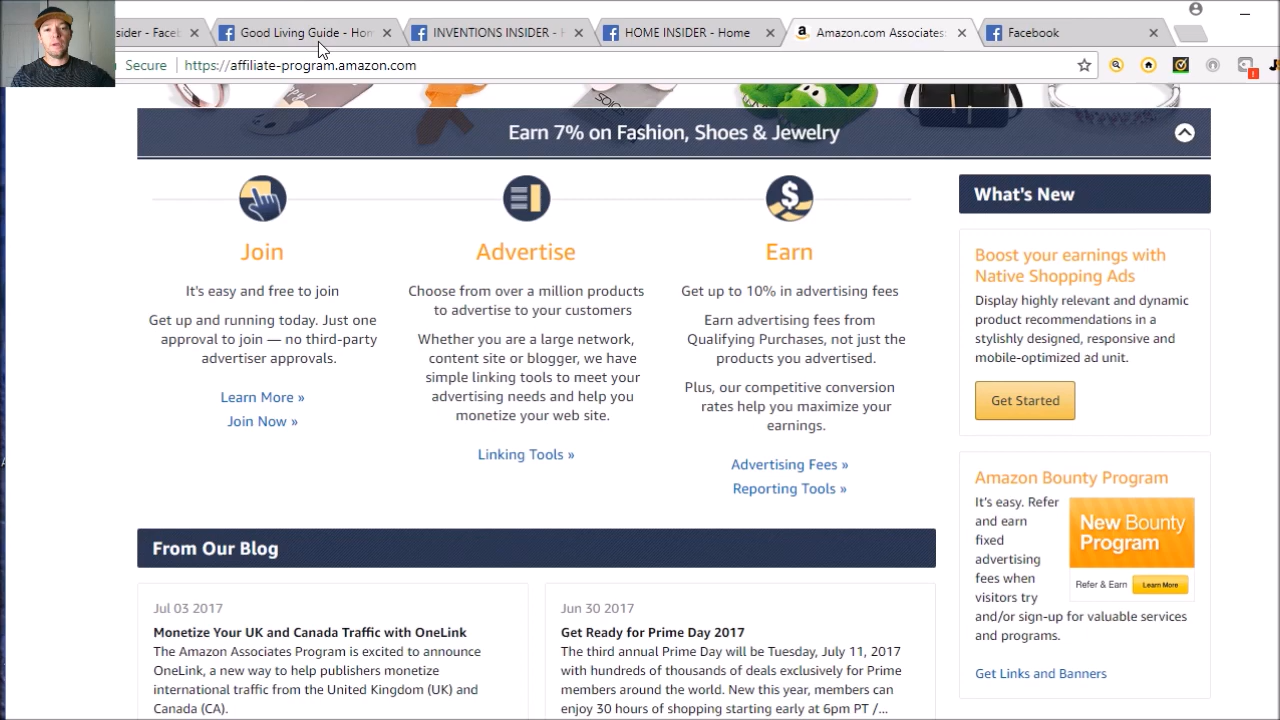 sider - Faceb
Good Living Guide - Hom
INVENTIONS INSIDER - H
HOME INSIDER - Home
Amazon.com Associates
Facebook
Secure
https://affiliate-program.amazon.com
Earn 7% on Fashion, Shoes & Jewelry
Join
It's easy and free to join
Get up and running today. Just one
approval to join — no third-party
advertiser approvals.
Learn More »
Join Now »
Advertise
Choose from over a million products
to advertise to your customers
Whether you are a large network,
content site or blogger, we have
simple linking tools to meet your
advertising needs and help you
monetize your web site.
Linking Tools »
Earn
Get up to 10% in advertising fees
Earn advertising fees from
Qualifying Purchases, not just the
products you advertised.
Plus, our competitive conversion
rates help you maximize your
earnings.
Advertising Fees »
Reporting Tools »
What's New
Boost your earnings with
Native Shopping Ads
Display highly relevant and dynamic
product recommendations in a
stylishly designed, responsive and
mobile-optimized ad unit.
Get Started
Amazon Bounty Program
It's easy. Refer
and earn
fixed
advertising
fees when
visitors try
and/or sign-up for valuable services
and programs.
New Bounty
Program
Refer & Earn
Learn More
Get Links and Banners
From Our Blog
Jul 03 2017
Monetize Your UK and Canada Traffic with OneLink
The Amazon Associates Program is excited to announce
OneLink, a new way to help publishers monetize
international traffic from the United Kingdom (UK) and
Canada (CA).
Jun 30 2017
Get Ready for Prime Day 2017
The third annual Prime Day will be Tuesday, July 11, 2017
with hundreds of thousands of deals exclusively for Prime
members around the world. New this year, members can
enjoy 30 hours of shopping starting early at 6pm PT /...